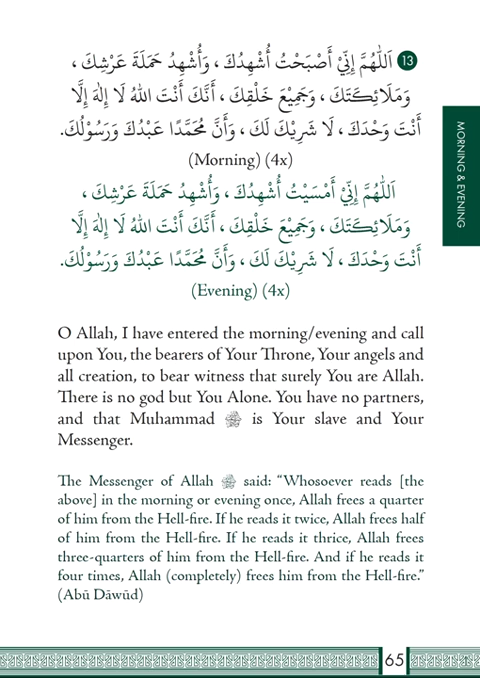 13 اَللّٰهُمَّ إِنِّيْ أَصْبَحْتُ أُشْهِدُكَ ، وَأُشْهِدُ حَمَلَةَ عَرْشِكَ ،
وَمَلَائِكَتَكَ ، وَجَمِيْعَ خَلْقِكَ ، أَنَّكَ أَنْتَ اللهُ لَا إِلٰهَ إِلَّا
أَنْتَ وَحْدَكَ ، لَا شَرِيْكَ لَكَ ، وَأَنَّ مُحَمَّدًا عَبْدُكَ وَرَسُوْلُكَ.
(Morning) (4x)
اَللّٰهُمَّ إِنِّيْ أَمْسَيْتُ أُشْهِدُكَ ، وَأُشْهِدُ حَمَلَةَ عَرْشِكَ ،
وَمَلَائِكَتَكَ ، وَجَمِيْعَ خَلْقِكَ ، أَنَّكَ أَنْتَ اللهُ لَا إِلٰهَ إِلَّا
أَنْتَ وَحْدَكَ ، لَا شَرِيْكَ لَكَ ، وَأَنَّ مُحَمَّدًا عَبْدُكَ وَرَسُوْلُكَ.
(Evening) (4x)
MORNING & EVENING
O Allah, I have entered the morning/evening and call
upon You, the bearers of Your Throne, Your angels and
all creation, to bear witness that surely You are Allah.
There is no god but You Alone. You have no partners,
and that Muhammad ﷺ is Your slave and Your
Messenger.
The Messenger of Allah ﷺ said: “Whosoever reads [the
above] in the morning or evening once, Allah frees a quarter
of him from the Hell-fire. If he reads it twice, Allah frees half
of him from the Hell-fire. If he reads it thrice, Allah frees
three-quarters of him from the Hell-fire. And if he reads it
four times, Allah (completely) frees him from the Hell-fire.”
(Abū Dāwūd)
65